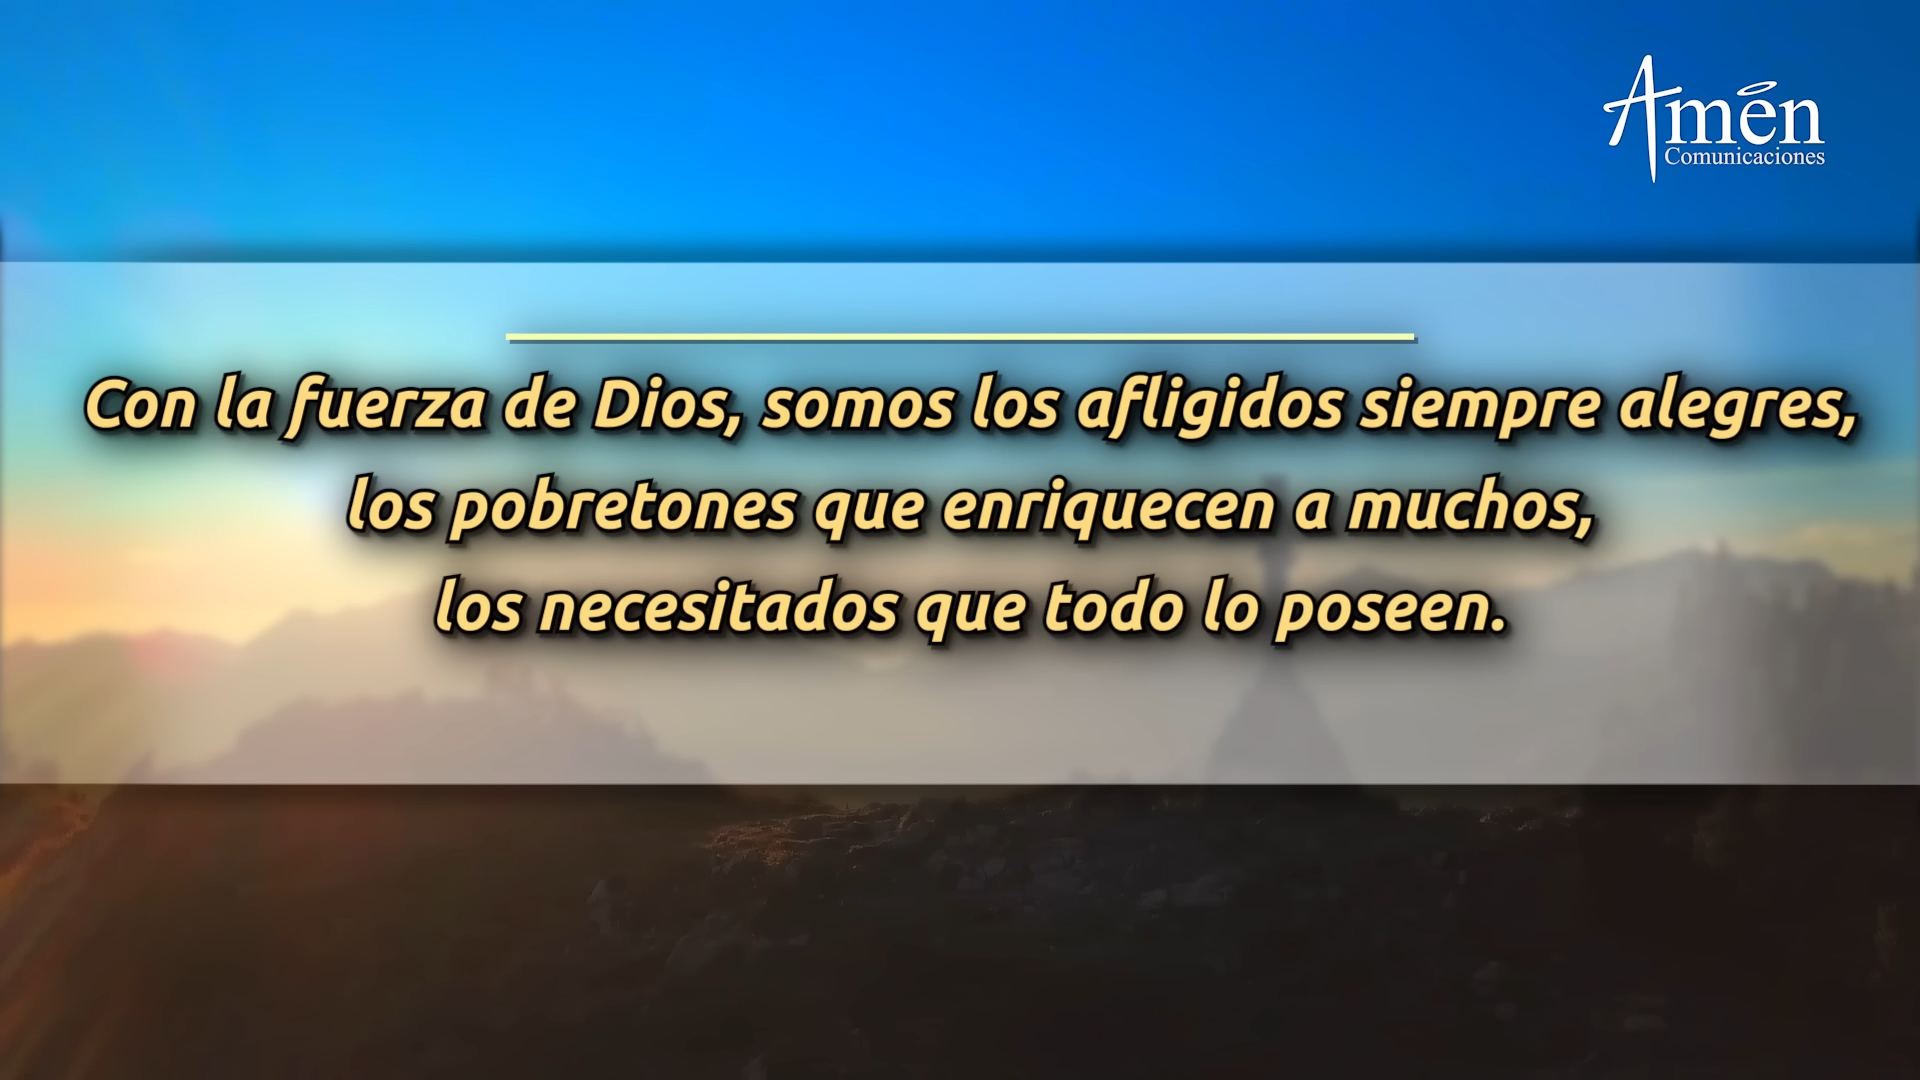 Amén
Comunicaciones
Con la fuerza de Dios, somos los afligidos siempre alegres,
los pobretones que enriquecen a muchos,
los necesitados que todo lo poseen.